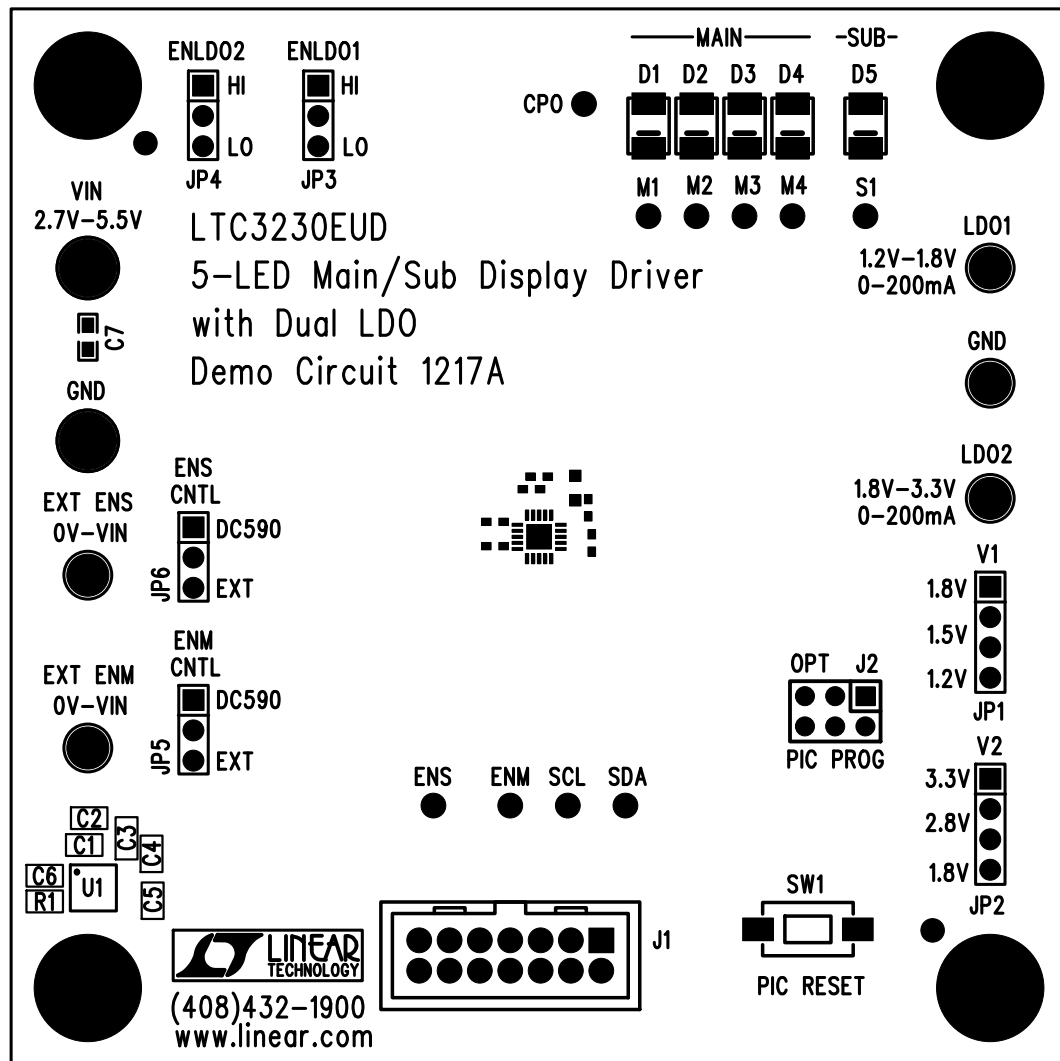 ENLDO2
HI
LO
JP4
ENLDO1
HI
LO
JP3
CPO
MAIN
-SUB-
D1 D2 D3 D4 D5
M1 M2 M3 M4 S1
VIN
2.7V-5.5V
C7
GND
LTC3230EUD
5-LED Main/Sub Display Driver
with Dual LDO
Demo Circuit 1217A
LDO1
1.2V-1.8V
0-200mA
GND
LDO2
1.8V-3.3V
0-200mA
EXT ENS
0V-VIN
ENS
CNTL
DC590
EXT
JP6
EXT ENM
0V-VIN
ENM
CNTL
DC590
EXT
JP5
V1
1.8V
1.5V
1.2V
JP1
OPT J2
PIC PROG
V2
3.3V
2.8V
1.8V
JP2
ENS ENM SCL SDA
C2
C1
C3
C4
C6
R1
U1
C5
SW1
PIC RESET
J1
LINEAR
TECHNOLOGY
(408)432-1900
www.linear.com